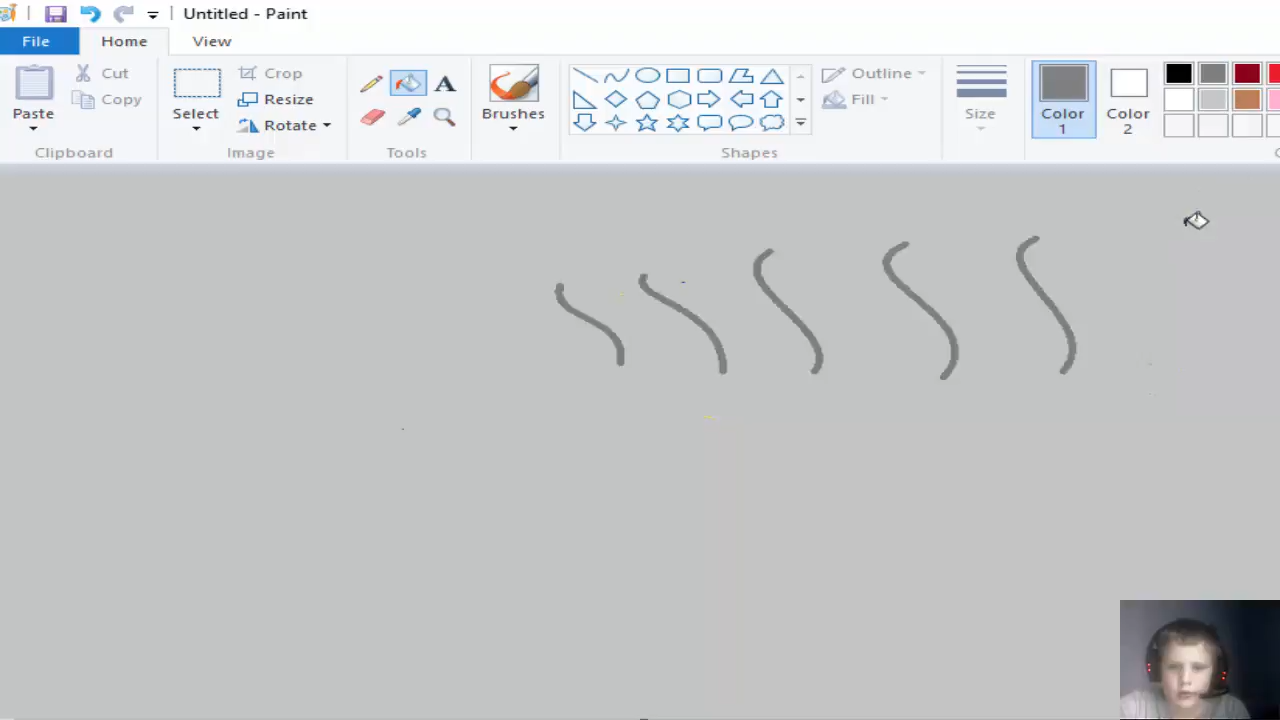 Untitled - Paint
File Home View
Paste
Cut
Copy
Clipboard
Select
Crop
Resize
Rotate
Image
A
Tools
Brushes
Shapes
Outline
Fill
Size
Color 1
Color 2